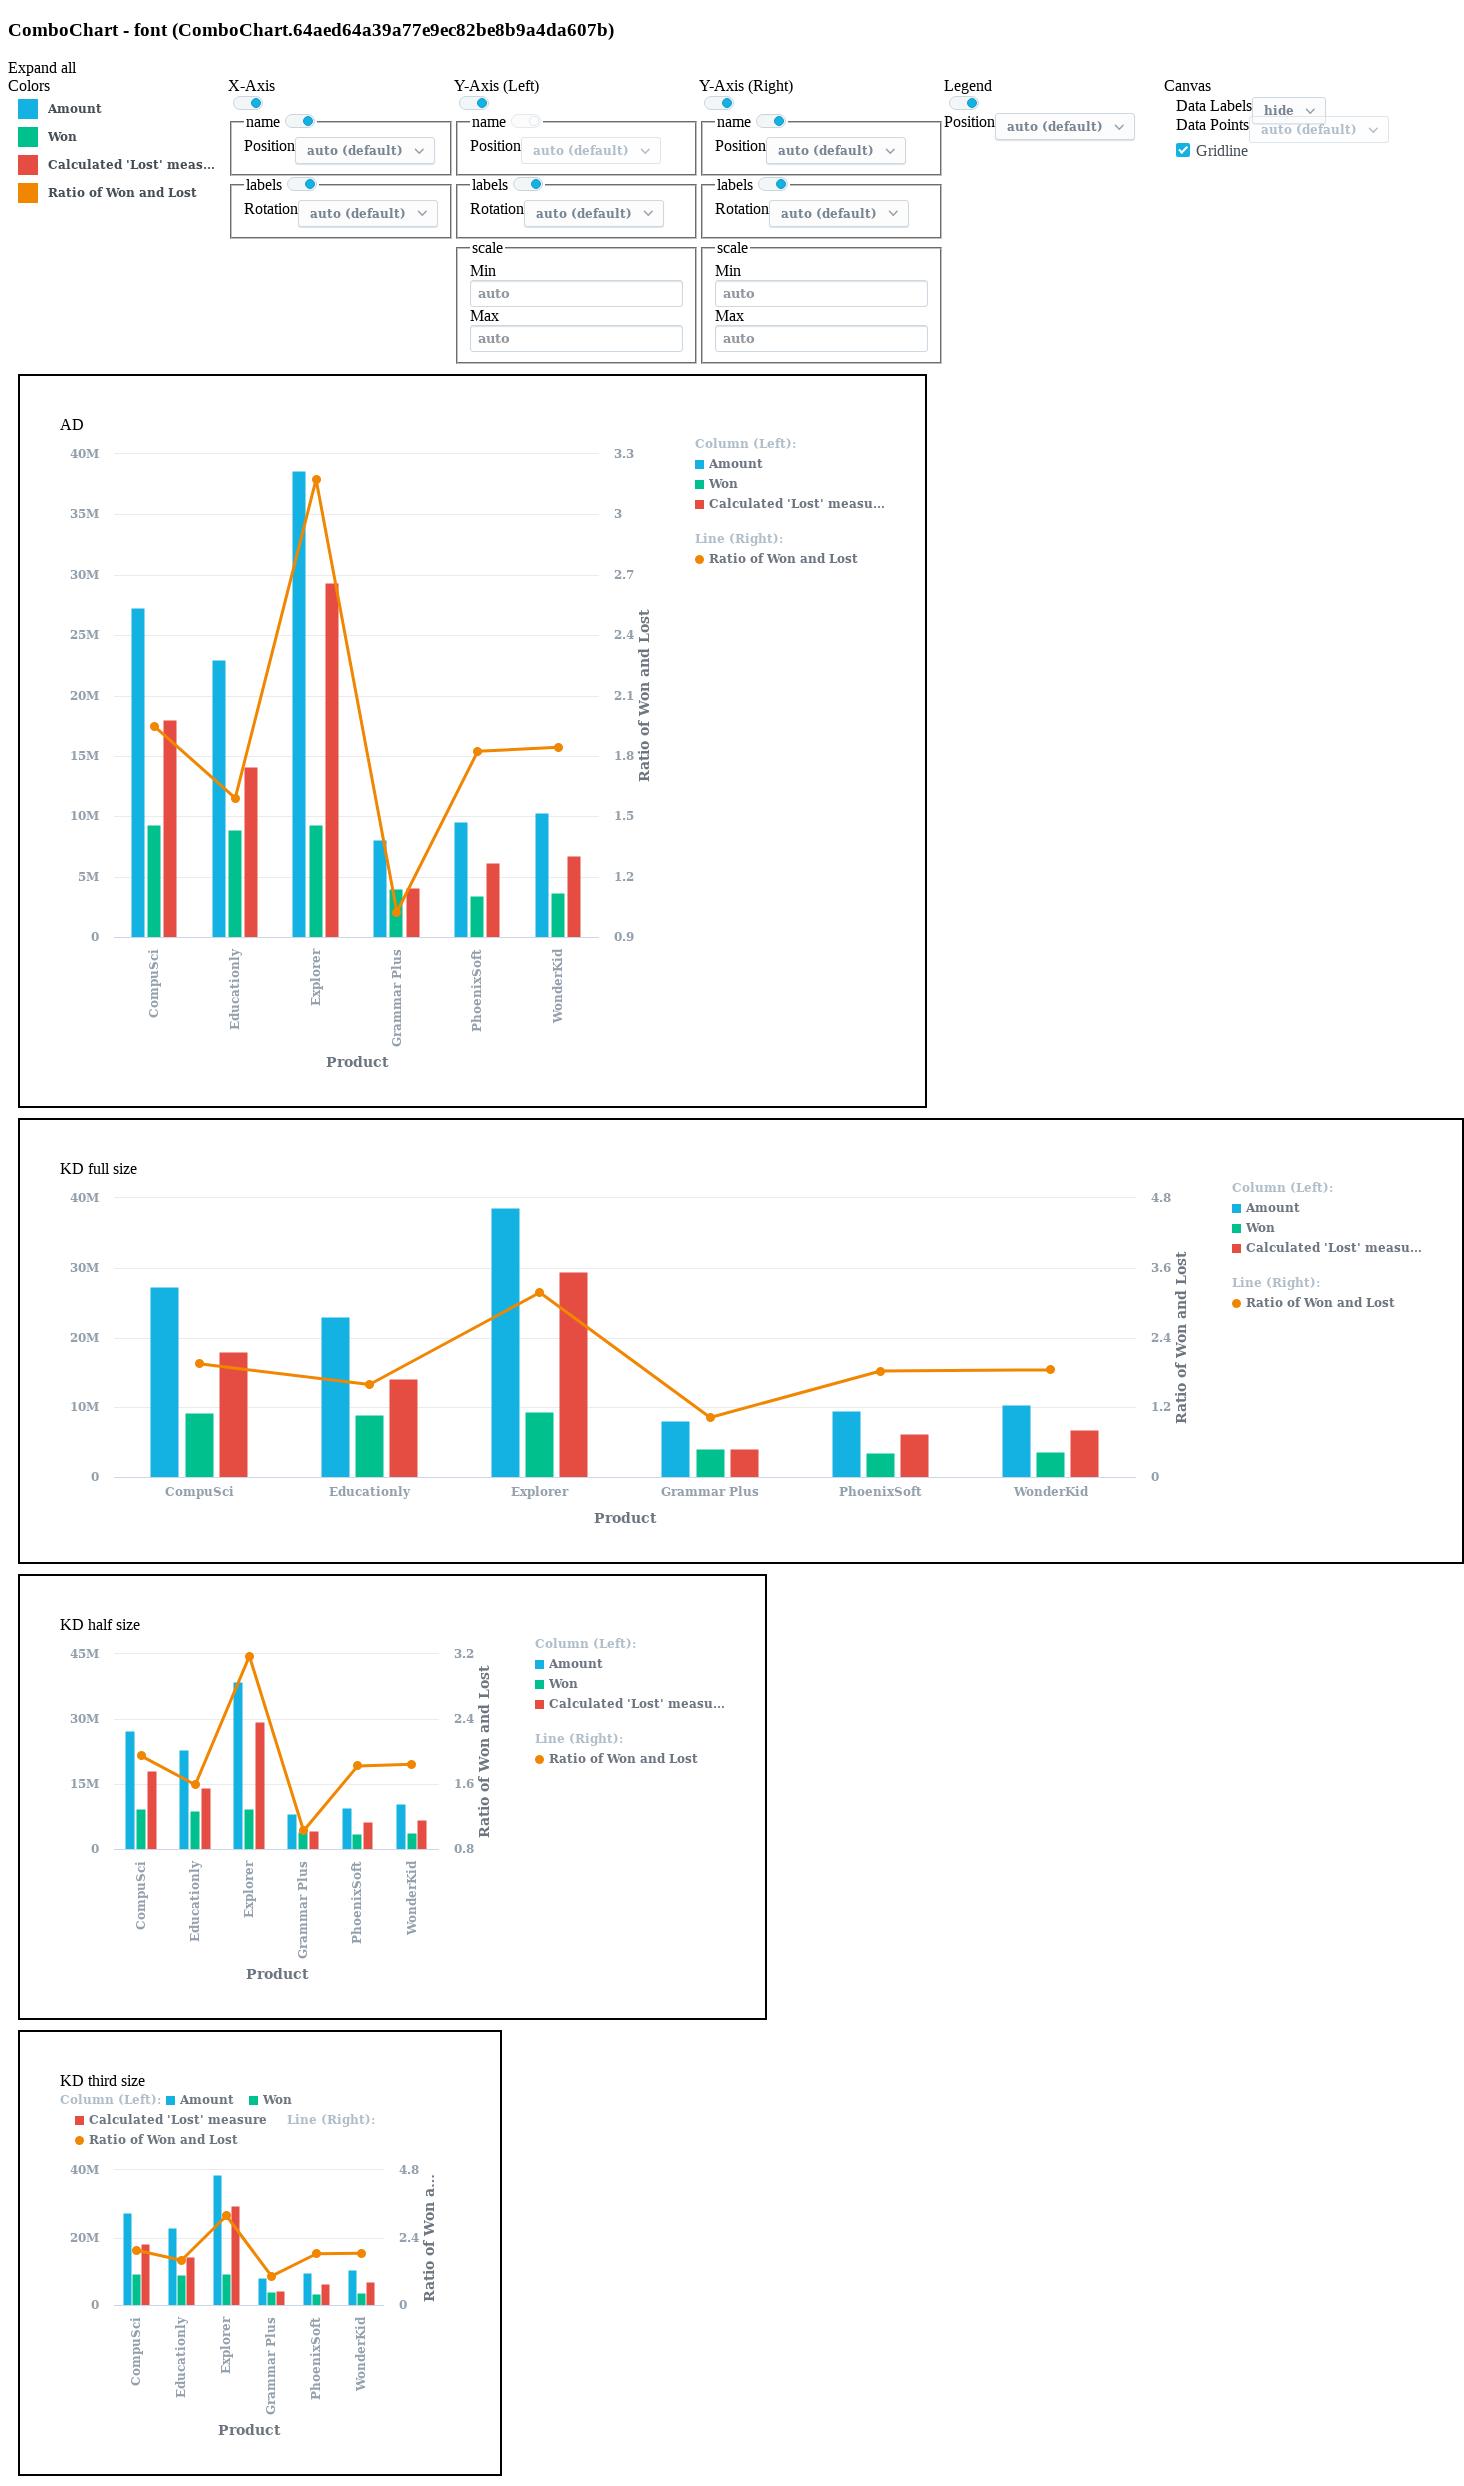 ComboChart - font (ComboChart.64aed64a39a77e9ec82be8b9a4da607b)
Expand all
Colors
Amount
Won
Calculated 'Lost' meas...
Ratio of Won and Lost
X-Axis
name
Position auto (default)
labels
Rotation auto (default)
Y-Axis (Left)
name
Position auto (default)
labels
Rotation auto (default)
scale
Min
auto
Max
auto
Y-Axis (Right)
name
Position auto (default)
labels
Rotation auto (default)
scale
Min
auto
Max
auto
Legend
Position auto (default)
Canvas
Data Labels hide
Data Points auto (default)
Gridline
AD
40M
35M
30M
25M
20M
15M
10M
5M
0
3.3
3
2.7
2.4
2.1
1.8
1.5
1.2
0.9
Ratio of Won and Lost
CompuSci
Educationly
Explorer
Grammar Plus
PhoenixSoft
WonderKid
Product
Column (Left):
Amount
Won
Calculated 'Lost' measu...
Line (Right):
Ratio of Won and Lost
KD full size
40M
30M
20M
10M
0
4.8
3.6
2.4
1.2
0
Ratio of Won and Lost
CompuSci
Educationly
Explorer
Grammar Plus
PhoenixSoft
WonderKid
Product
Column (Left):
Amount
Won
Calculated 'Lost' measu...
Line (Right):
Ratio of Won and Lost
KD half size
45M
30M
15M
0
3.2
2.4
1.6
0.8
Ratio of Won and Lost
CompuSci
Educationly
Explorer
Grammar Plus
PhoenixSoft
WonderKid
Product
Column (Left):
Amount
Won
Calculated 'Lost' measu...
Line (Right):
Ratio of Won and Lost
KD third size
Column (Left): Amount Won
Calculated 'Lost' measure Line (Right):
Ratio of Won and Lost
40M
20M
0
4.8
2.4
0
Ratio of Won a...
CompuSci
Educationly
Explorer
Grammar Plus
PhoenixSoft
WonderKid
Product